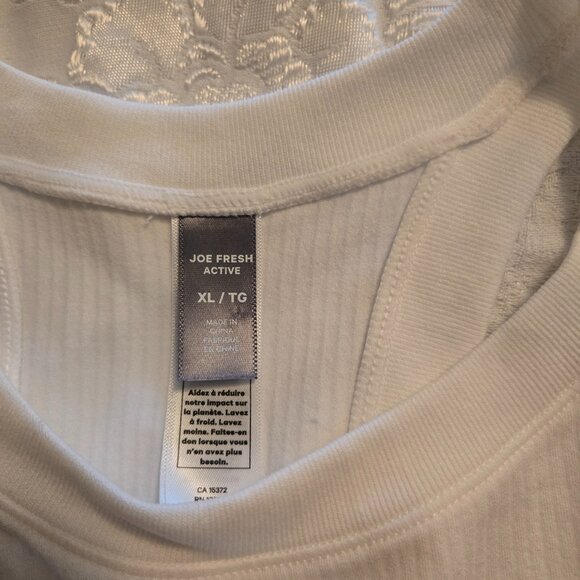 JOE FRESH
ACTIVE
XL / TG
MADE IN
CHINA
FABRIQUÉ
EN CHINE
Aidez à réduire
notre impact sur
la planète. Lavez
à froid. Lavez
moins. Faites-en
don lorsque vous
n'en avez plus
besoin.
CA 15372
RN